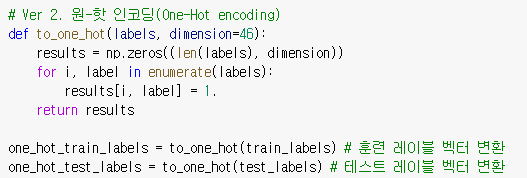 # Ver 2. 원-핫 인코딩(One-Hot encoding)
def to_one_hot(labels, dimension=46):
    results = np.zeros((len(labels), dimension))
    for i, label in enumerate(labels):
        results[i, label] = 1.
    return results

one_hot_train_labels = to_one_hot(train_labels) # 훈련 레이블 벡터 변환
one_hot_test_labels = to_one_hot(test_labels) # 테스트 레이블 벡터 변환